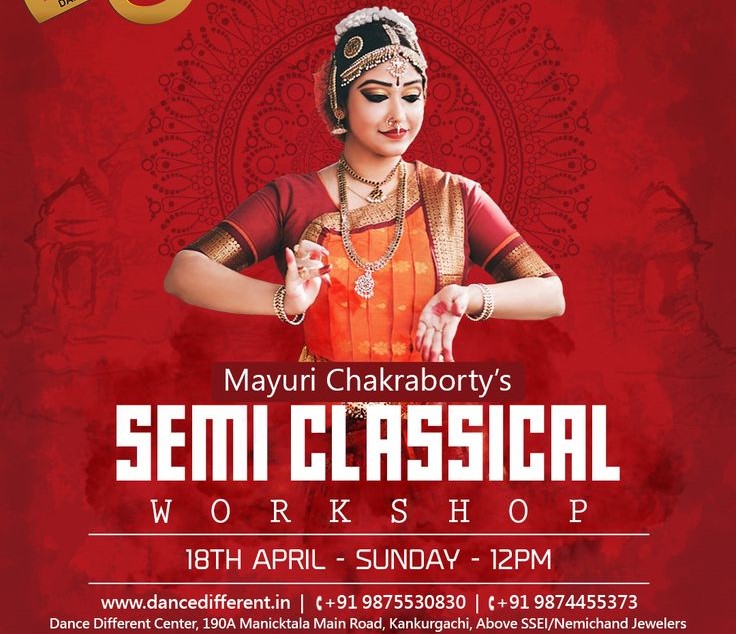 DA
Mayuri Chakraborty's
SEMI CLASSICAL
WORKSHOP
18TH APRIL - SUNDAY - 12PM
www.dancedifferent.in | +91 9875530830 | +91 9874455373
Dance Different Center, 190A Manicktala Main Road, Kankurgachi, Above SSEI/Nemichand Jewelers